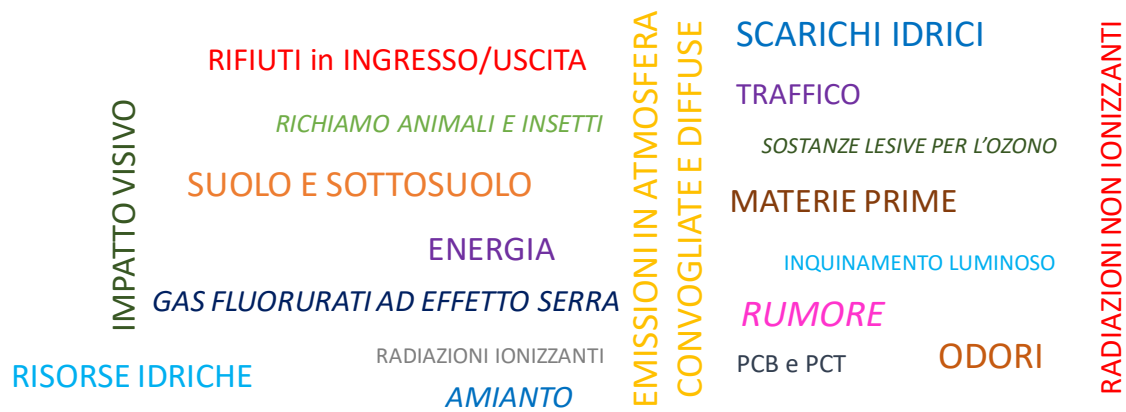 IMPATTO VISIVO
RIFIUTI in INGRESSO/USCITA
RICHIAMO ANIMALI E INSETTI
SUOLO E SOTTOSUOLO
ENERGIA
GAS FLUORURATI AD EFFETTO SERRA
RADIAZIONI IONIZZANTI
RISORSE IDRICHE
AMIANTO
EMISSIONI IN ATMOSFERA
CONVOGLIATE E DIFFUSE
SCARICHI IDRICI
TRAFFICO
SOSTANZE LESIVE PER L’OZONO
MATERIE PRIME
INQUINAMENTO LUMINOSO
RUMORE
PCB e PCT
ODORI
RADIAZIONI NON IONIZZANTI